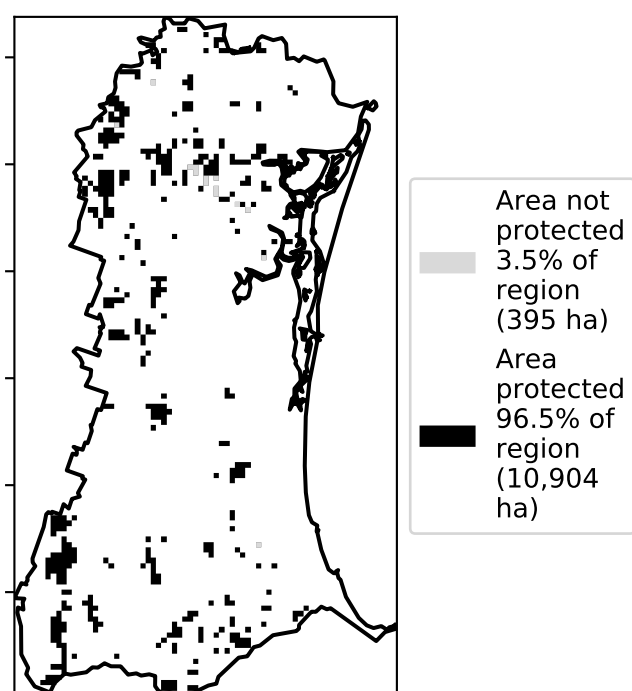 Area not
protected
3.5% of
region
(395 ha)
Area
protected
96.5% of
region
(10,904
ha)